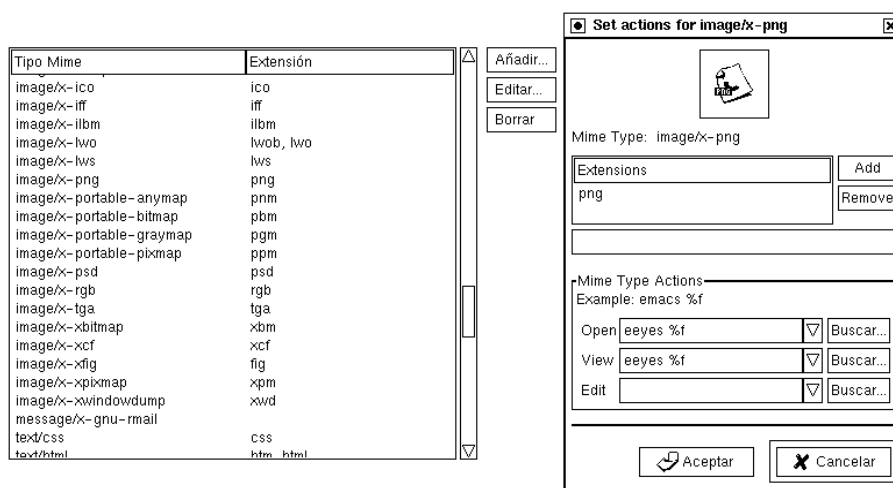 Tipo Mime Extensión
image/x-ico ico
image/x-iff iff
image/x-ilbm ilbm
image/x-lwo lwob, lwo
image/x-lws lws
image/x-png png
image/x-portable-anymap pnm
image/x-portable-bitmap pbm
image/x-portable-graymap pgm
image/x-portable-pixmap ppm
image/x-psd psd
image/x-rgb rgb
image/x-tga tga
image/x-xbitmap xbm
image/x-xcf xcf
image/x-xfig fig
image/x-xpixmap xpm
image/x-xwindowdump xwd
message/x-gnu-rmail
text/css css
text/html htm, html
Añadir...
Editar...
Borrar
Set actions for image/x-png
PNG
Mime Type: image/x-png
Extensions
png
Add
Remove
Mime Type Actions
Example: emacs %f
Open eeyes %f Buscar...
View eeyes %f Buscar...
Edit Buscar...
Aceptar Cancelar